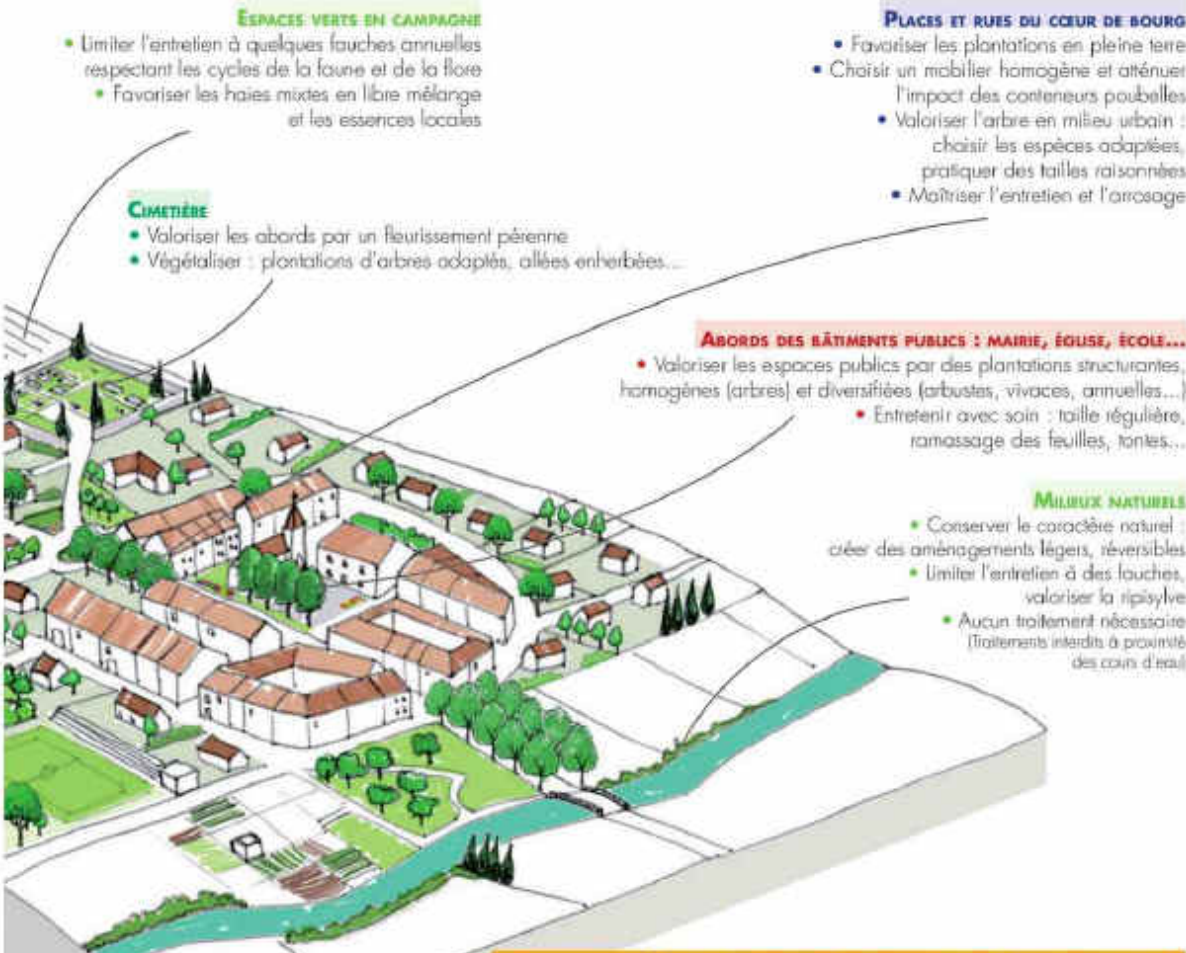 ESPACES VERTS EN CAMPAGNE
• Limiter l'entretien à quelques fauches annuelles
respectant les cycles de la faune et de la flore
• Favoriser les haies mixtes en libre mélange
et les essences locales
PLACES ET RUES DU CŒUR DE BOURG
• Favoriser les plantations en pleine terre
• Choisir un mobilier homogène et atténuer
l'impact des conteneurs poubelles
• Valoriser l'arbre en milieu urbain :
choisir les espèces adaptées,
pratiquer des tailles raisonnées
• Maîtriser l'entretien et l'arrosage
CIMETIÈRE
• Valoriser les abords par un fleurissement pérenne
• Végétaliser : plantations d'arbres adaptés, allées enherbées...
ABORDS DES BÂTIMENTS PUBLICS : MAIRIE, ÉGLISE, ÉCOLE...
• Valoriser les espaces publics par des plantations structurantes,
homogènes (arbres) et diversifiées (arbustes, vivaces, annuelles...)
• Entretenir avec soin : taille régulière,
ramassage des feuilles, tontes...
MILIEUX NATURELS
• Conserver le caractère naturel :
créer des aménagements légers, réversibles
• Limiter l'entretien à des fauches,
valoriser la ripisylve
• Aucun traitement nécessaire
(Traitements interdits à proximité
des cours d'eau)